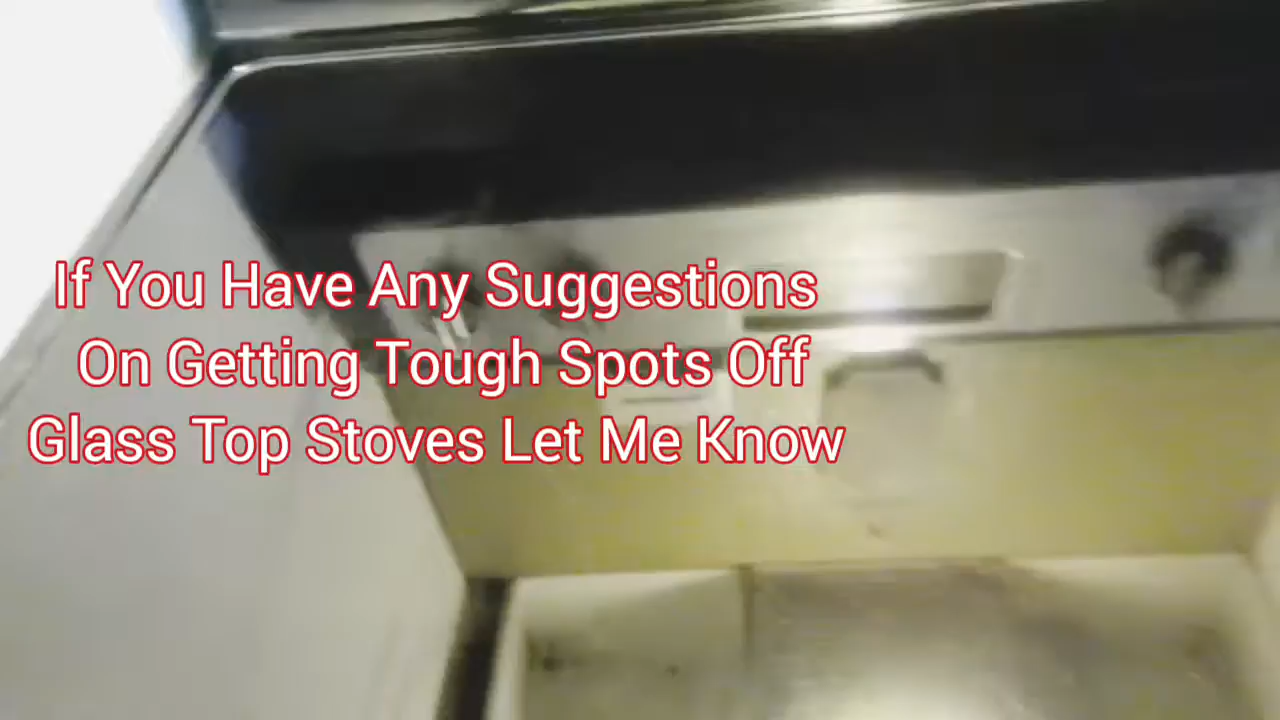 If You Have Any Suggestions
On Getting Tough Spots Off
Glass Top Stoves Let Me Know